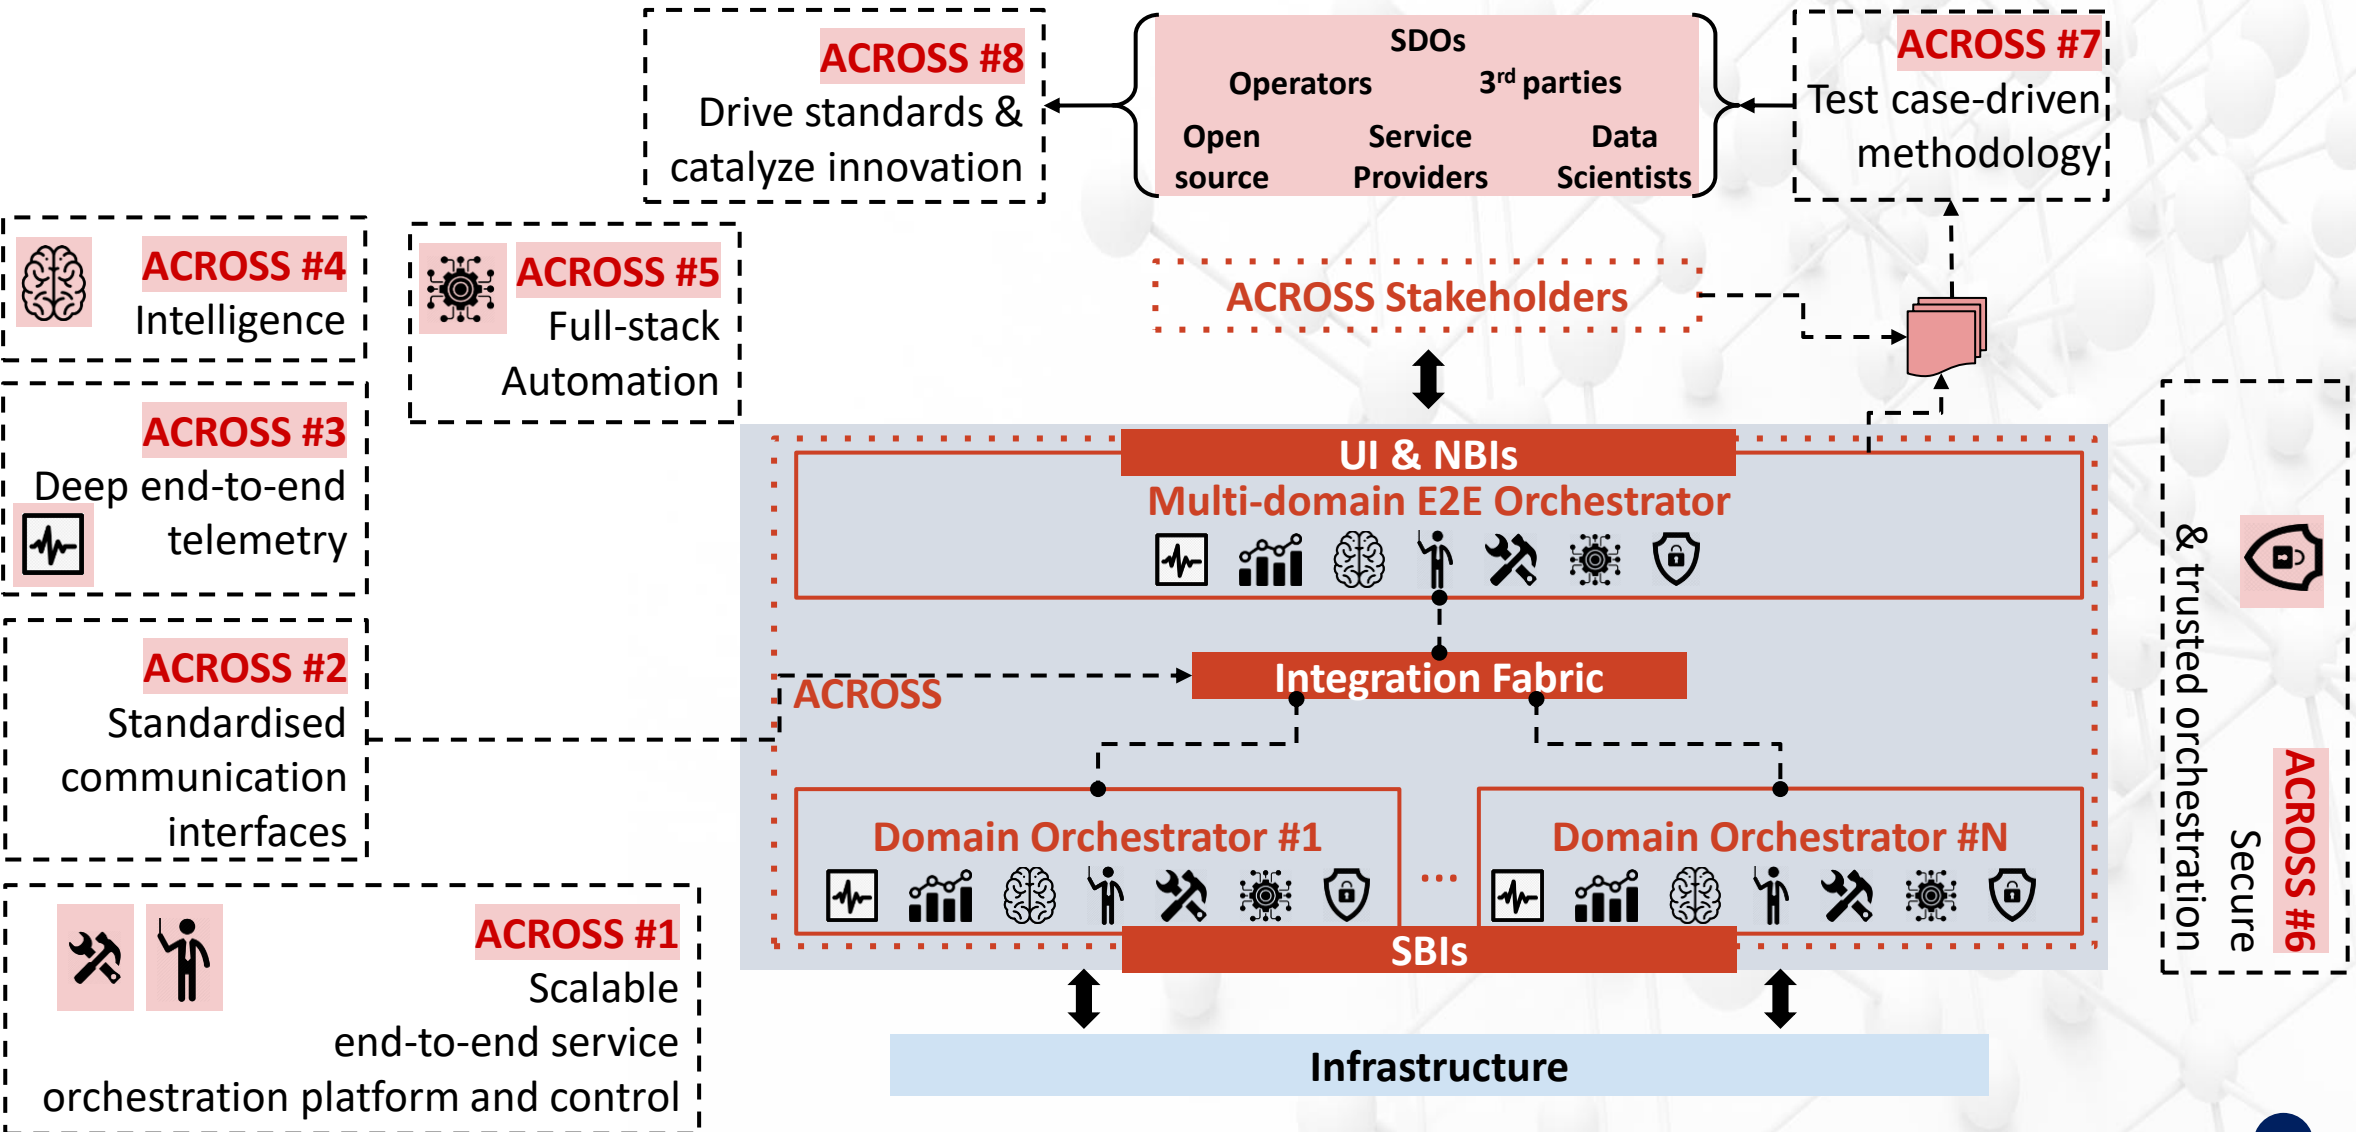 ACROSS #8
Drive standards &
catalyze innovation
SDOs
Operators
3rd parties
Open
source
Service
Providers
Data
Scientists
ACROSS #7
Test case-driven
methodology
ACROSS #4
Intelligence
ACROSS #5
Full-stack
Automation
ACROSS Stakeholders
ACROSS #3
Deep end-to-end
telemetry
UI & NBIs
Multi-domain E2E Orchestrator
ACROSS #2
Standardised
communication
interfaces
Integration Fabric
ACROSS
ACROSS #6
Secure
& trusted orchestration
Domain Orchestrator #1
...
Domain Orchestrator #N
ACROSS #1
Scalable
end-to-end service
orchestration platform and control
SBIs
Infrastructure